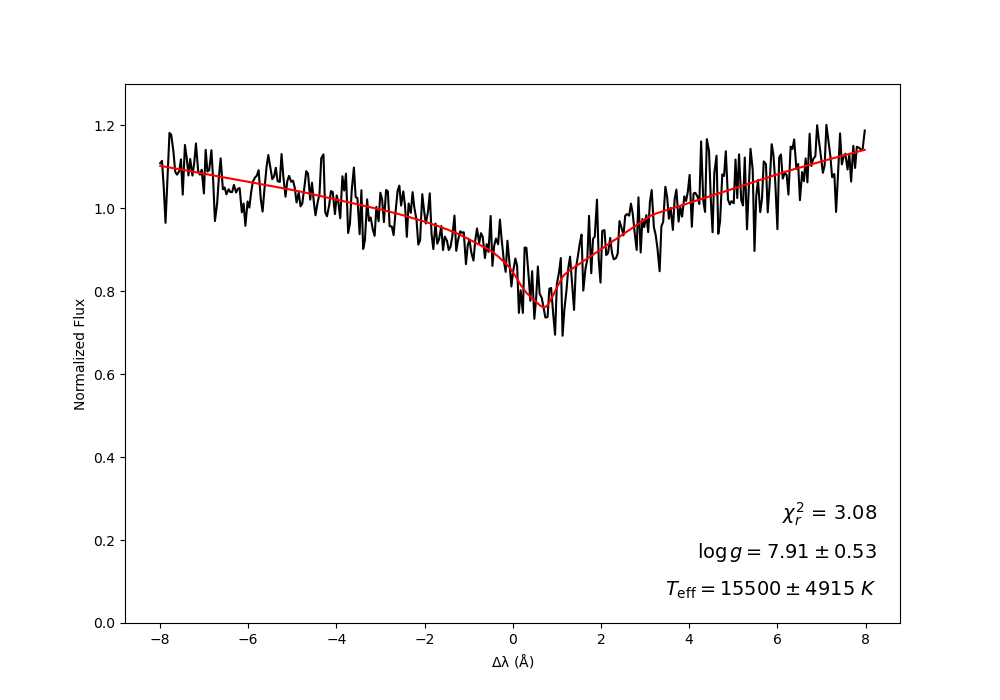 1.2
1.0
0.8
0.6
0.4
0.2
0.0
Normalized Flux
χ²ᵣ = 3.08
log g = 7.91 ± 0.53
T_eff = 15500 ± 4915 K
−8 −6 −4 −2 0 2 4 6 8
Δλ (Å)